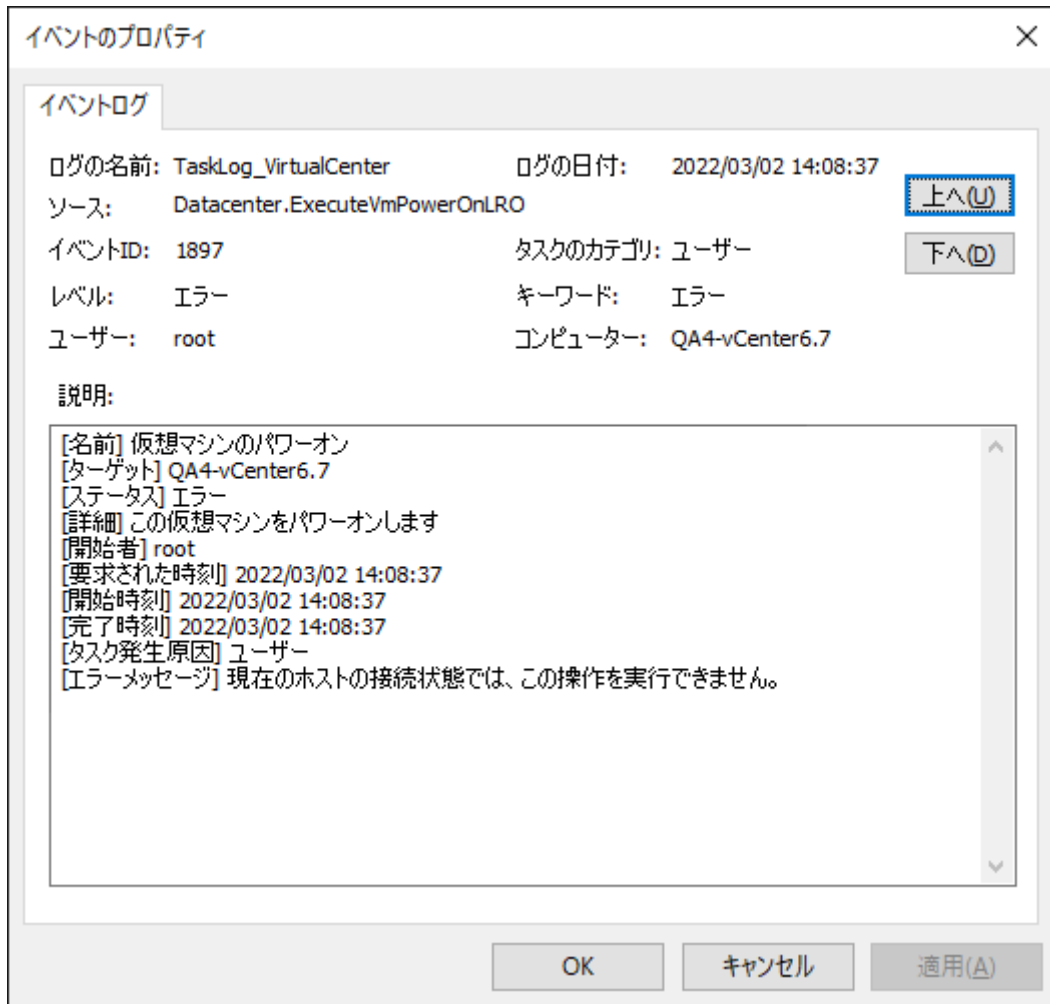 イベントのプロパティ
イベントログ
ログの名前: TaskLog_VirtualCenter ログの日付: 2022/03/02 14:08:37
上へ(U)
ソース: Datacenter.ExecuteVmPowerOnLRO
イベントID: 1897 タスクのカテゴリ: ユーザー
下へ(D)
レベル: エラー キーワード: エラー
ユーザー: root コンピューター: QA4-vCenter6.7
説明:
[名前] 仮想マシンのパワーオン
[ターゲット] QA4-vCenter6.7
[ステータス] エラー
[詳細] この仮想マシンをパワーオンします
[開始者] root
[要求された時刻] 2022/03/02 14:08:37
[開始時刻] 2022/03/02 14:08:37
[完了時刻] 2022/03/02 14:08:37
[タスク発生原因] ユーザー
[エラーメッセージ] 現在のホストの接続状態では、この操作を実行できません。
OK キャンセル 適用(A)